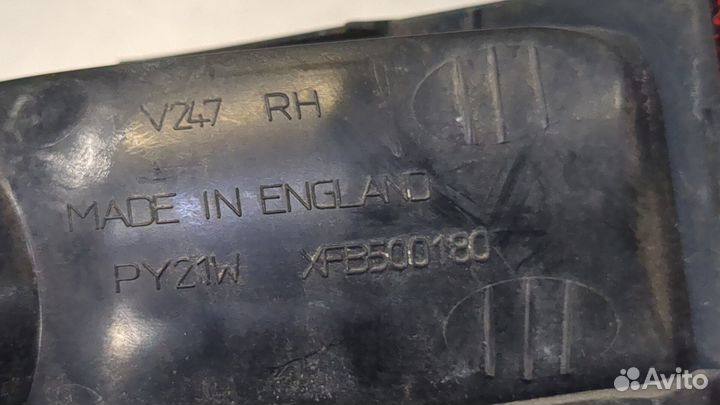 V247 RH
MADE IN ENGLAND
PY21W XFB500180
Avito